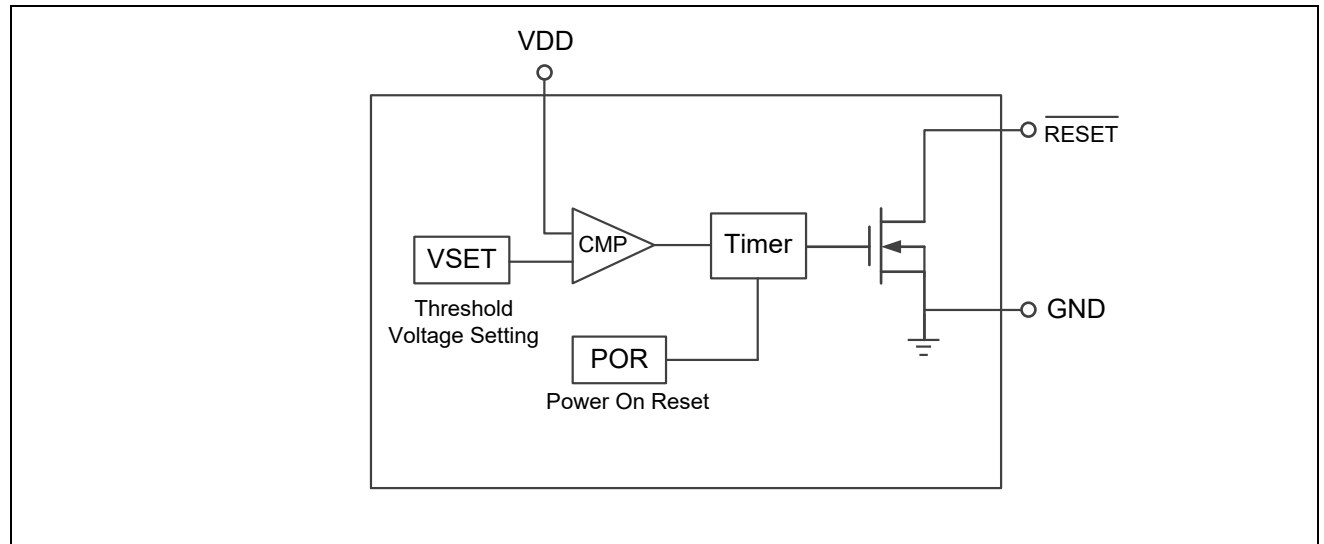 VDD
RESET
CMP
Timer
VSET
GND
Threshold
Voltage Setting
POR
Power On Reset